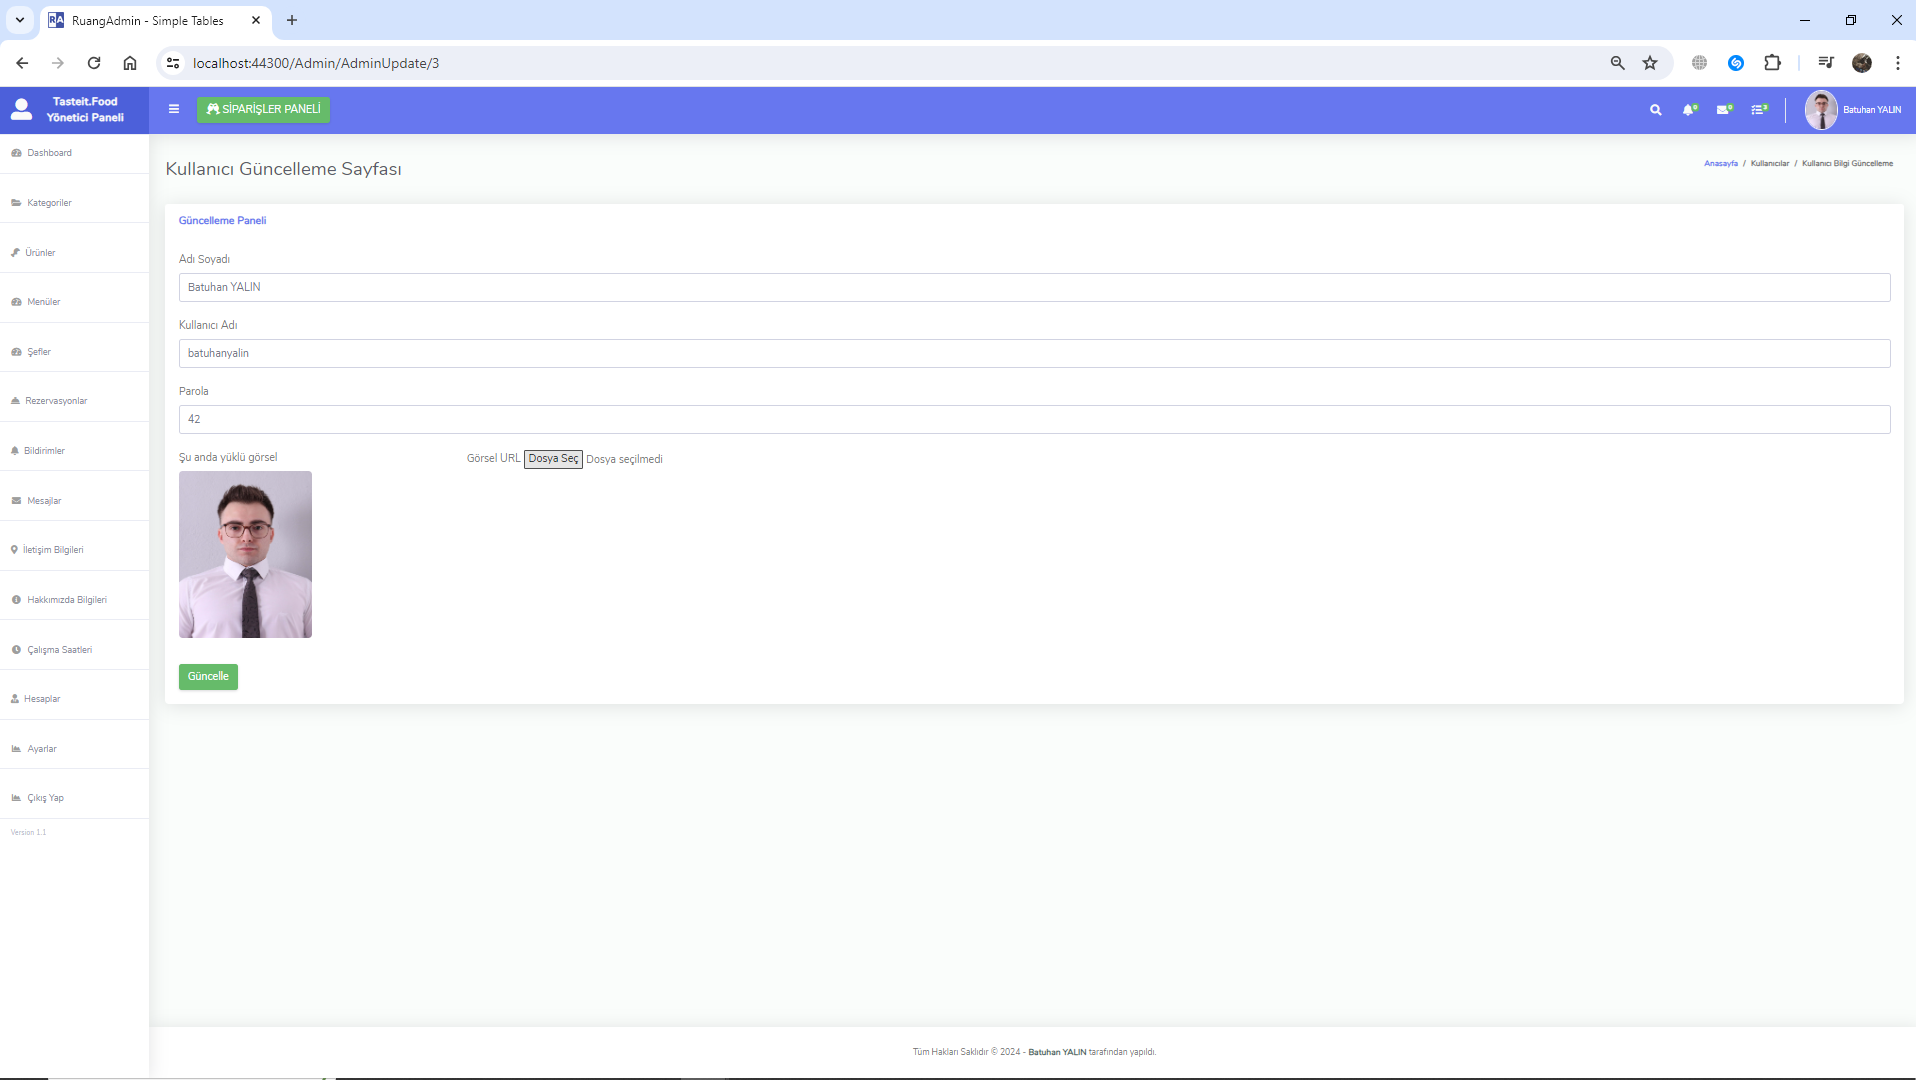 RA RuangAdmin - Simple Tables
localhost:44300/Admin/AdminUpdate/3
Tasteit.Food
Yönetici Paneli
SİPARİŞLER PANELİ
Batuhan YALIN
Dashboard
Kategoriler
Ürünler
Menüler
Şefler
Rezervasyonlar
Bildirimler
Mesajlar
İletişim Bilgileri
Hakkımızda Bilgileri
Çalışma Saatleri
Hesaplar
Ayarlar
Çıkış Yap
Version 1.1
Kullanıcı Güncelleme Sayfası
Anasayfa / Kullanıcılar / Kullanıcı Bilgi Güncelleme
Güncelleme Paneli
Adı Soyadı
Batuhan YALIN
Kullanıcı Adı
batuhanyalin
Parola
42
Şu anda yüklü görsel
Görsel URL Dosya Seç Dosya seçilmedi
Güncelle
Tüm Hakları Saklıdır © 2024 - Batuhan YALIN tarafından yapıldı.